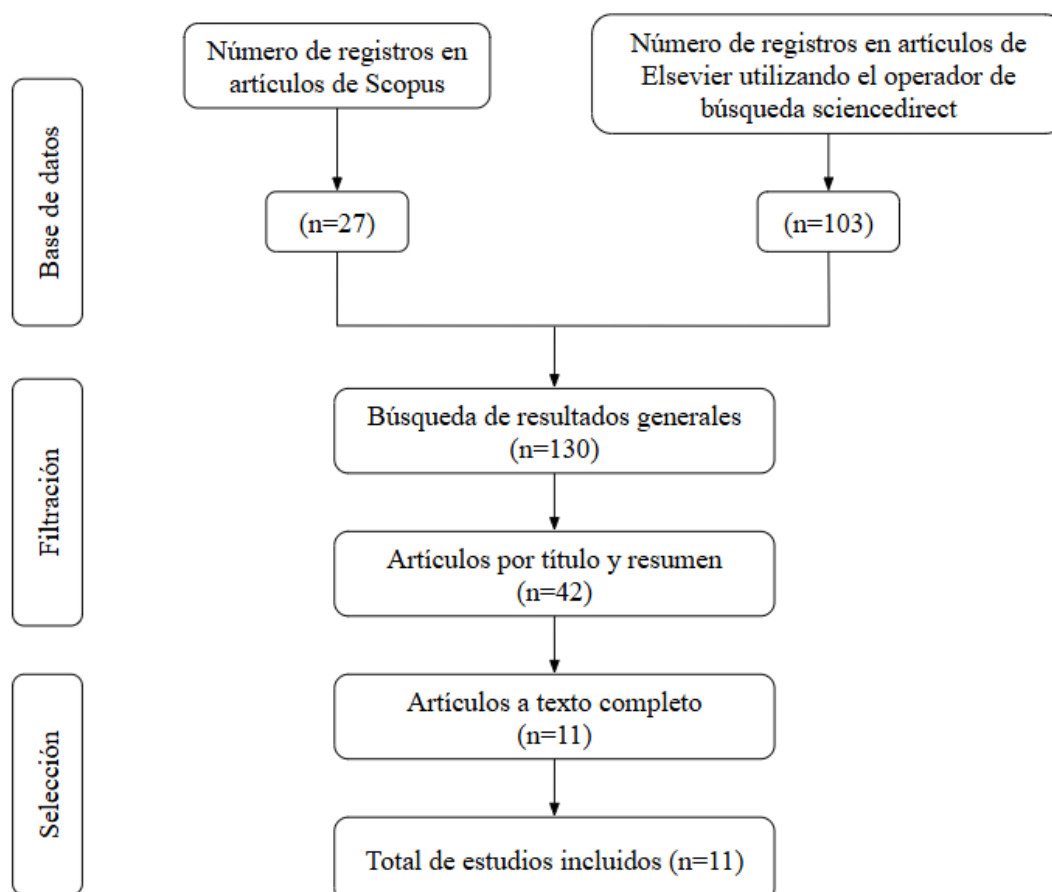 Número de registros en
artículos de Scopus
Número de registros en artículos de
Elsevier utilizando el operador de
búsqueda sciencedirect
Base de datos
(n=27)
(n=103)
Filtración
Búsqueda de resultados generales
(n=130)
Artículos por título y resumen
(n=42)
Selección
Artículos a texto completo
(n=11)
Total de estudios incluidos (n=11)